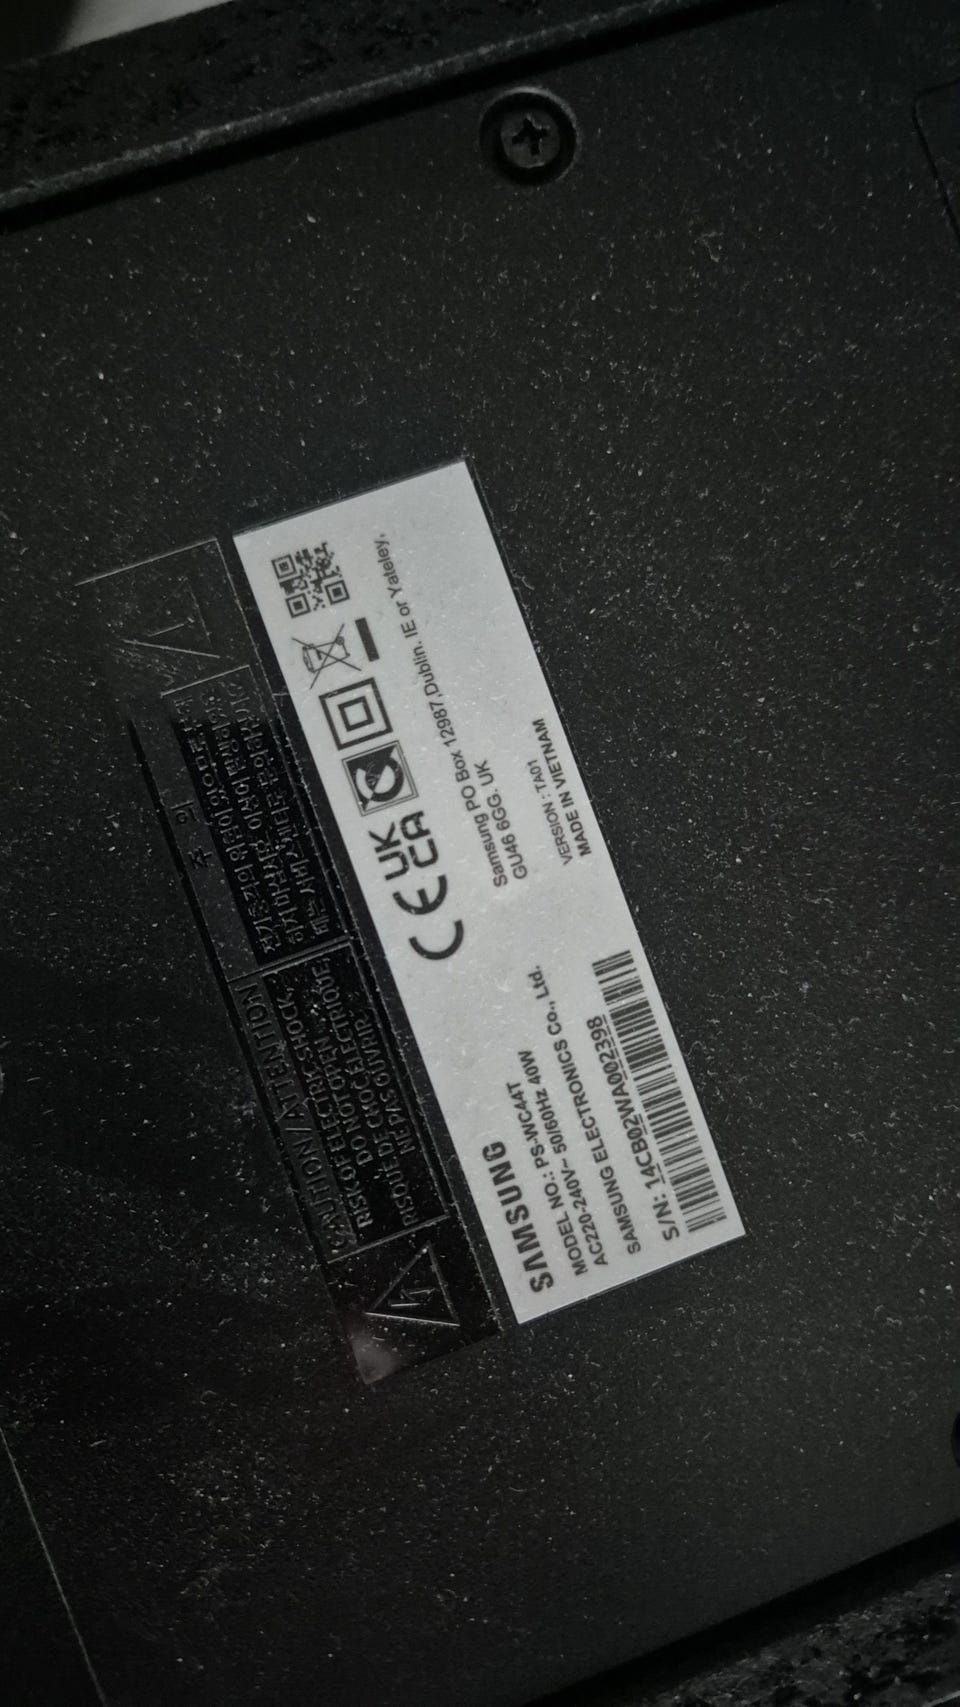 CAUTION / ATTENTION
RISK OF ELECTRIC SHOCK.
DO NOT OPEN.
RISQUE DE CHOC ELECTRIQUE,
NE PAS OUVRIR.
주 의
SAMSUNG
MODEL NO.: PS-WC44T
AC220-240V~ 50/60Hz 40W
SAMSUNG ELECTRONICS Co., Ltd.
S/N: 14CB02WA002398
CE UK
CA
Samsung PO Box 12987,Dublin. IE or Yateley,
GU46 6GG. UK
VERSION : TA01
MADE IN VIETNAM